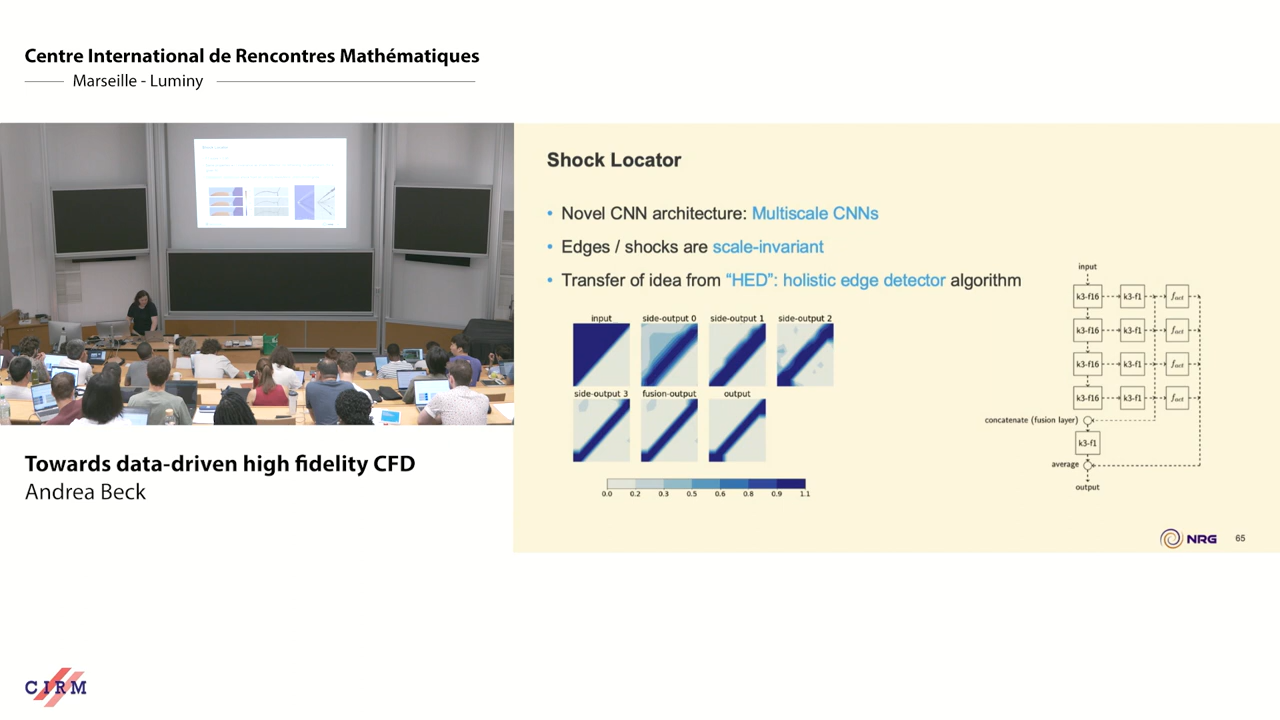 Centre International de Rencontres Mathématiques
Marseille - Luminy
Shock Locator
• Novel CNN architecture: Multiscale CNNs
• Edges / shocks are scale-invariant
• Transfer of idea from “HED”: holistic edge detector algorithm
input
side-output 0
side-output 1
side-output 2
side-output 3
fusion-output
output
0.0 0.2 0.3 0.5 0.6 0.8 0.9 1.1
input
k3-f16 k3-f1 fact
k3-f16 k3-f1 fact
k3-f16 k3-f1 fact
k3-f16 k3-f1 fact
concatenate (fusion layer)
k3-f1
average
output
NRG 65
Towards data-driven high fidelity CFD
Andrea Beck
CIRM